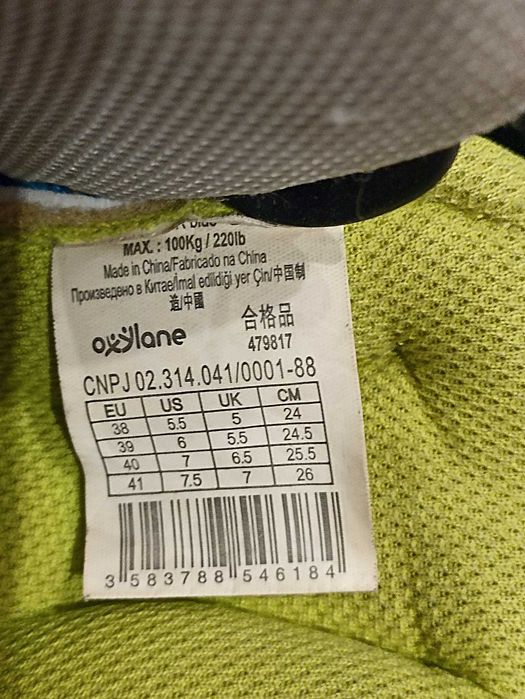 MAX. : 100Kg / 220lb
Made in China/Fabricado na China
Произведено в Китае/İmal edildiği yer Çin/中国制
造/中國
oxylane
合格品
479817
CNPJ 02.314.041/0001-88
EU US UK CM
38 5.5 5 24
39 6 5.5 24.5
40 7 6.5 25.5
41 7.5 7 26
3 583788 546184